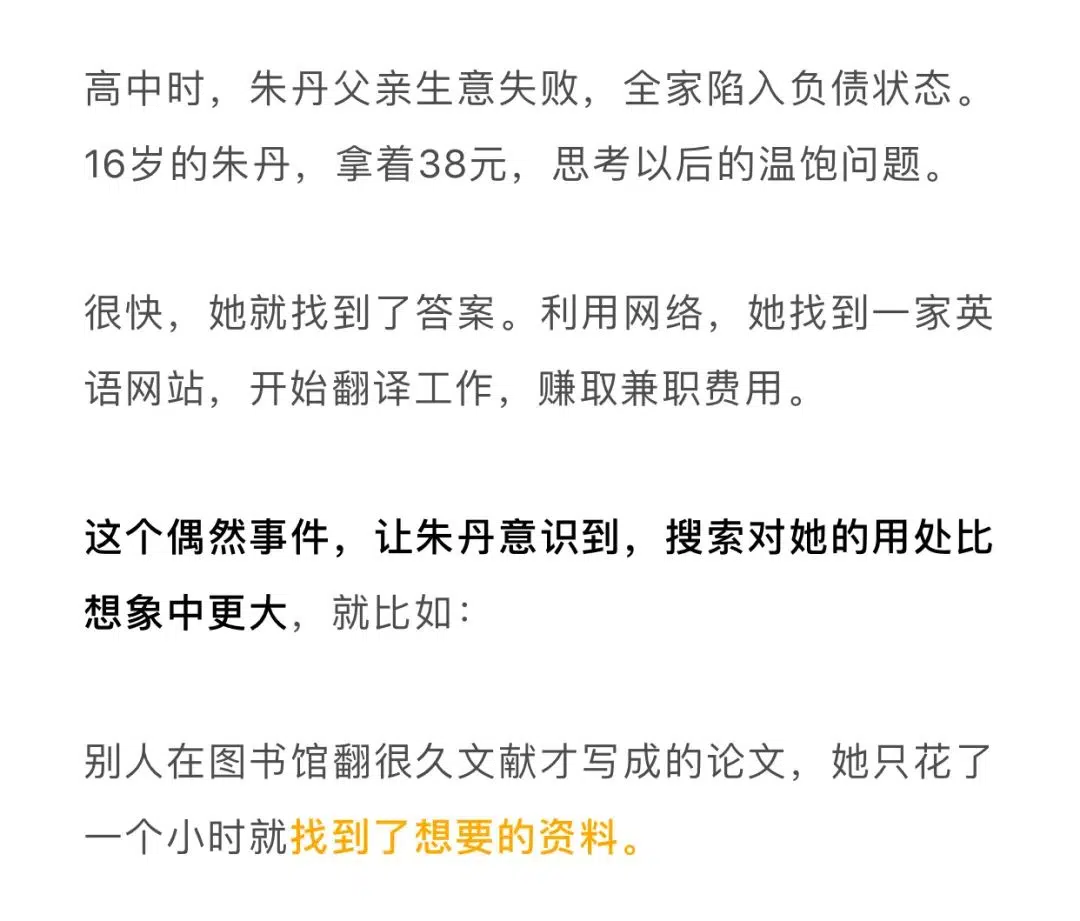 高中时，朱丹父亲生意失败，全家陷入负债状态。
16岁的朱丹，拿着38元，思考以后的温饱问题。
很快，她就找到了答案。利用网络，她找到一家英
语网站，开始翻译工作，赚取兼职费用。
这个偶然事件，让朱丹意识到，搜索对她的用处比
想象中更大，就比如：
别人在图书馆翻很久文献才写成的论文，她只花了
一个小时就找到了想要的资料。